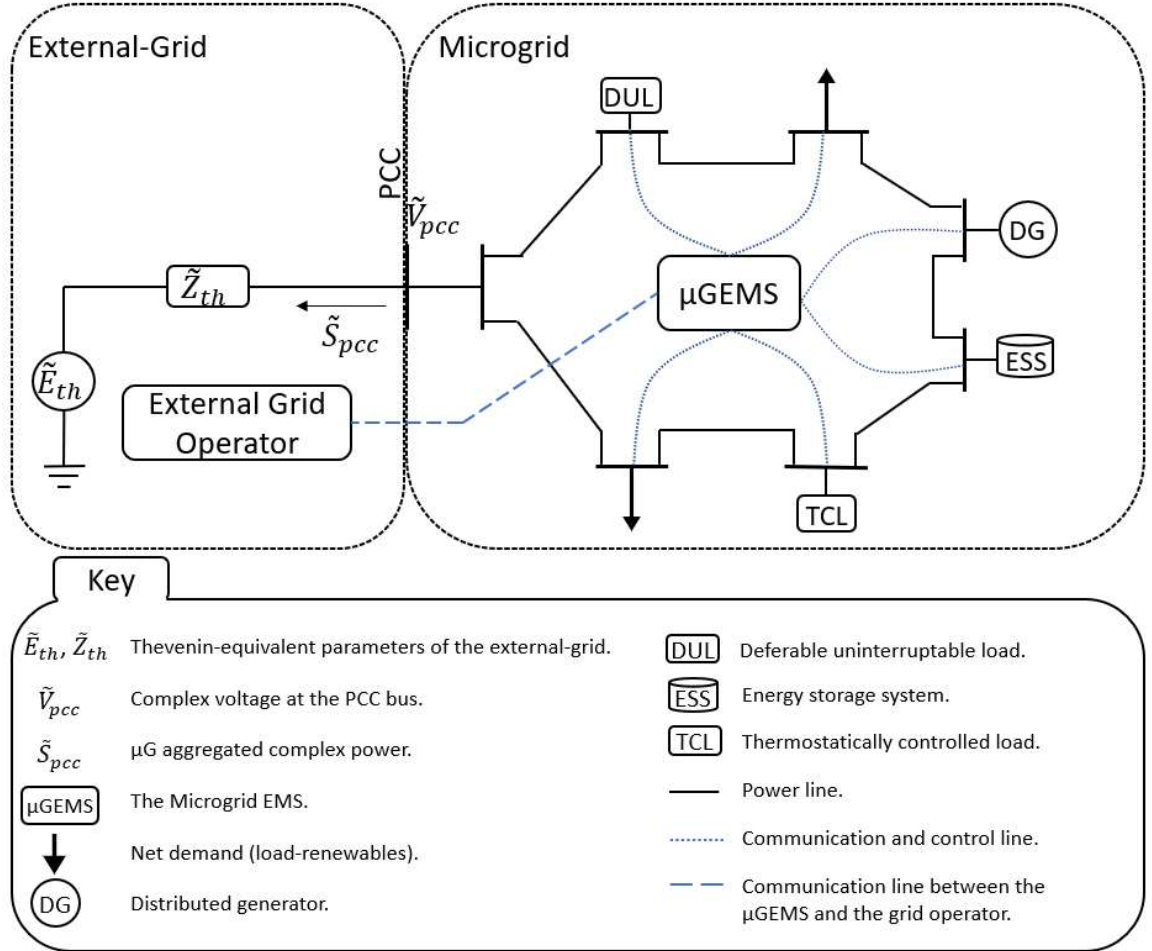 External-Grid
Microgrid
DUL
PCC
Ṽpcc
DG
Z̃th
μGEMS
S̃pcc
ESS
Ẽth
External Grid
Operator
TCL
Key
Ẽth, Z̃th Thevenin-equivalent parameters of the external-grid.
Ṽpcc Complex voltage at the PCC bus.
S̃pcc μG aggregated complex power.
μGEMS The Microgrid EMS.
Net demand (load-renewables).
DG Distributed generator.
DUL Deferable uninterruptable load.
ESS Energy storage system.
TCL Thermostatically controlled load.
Power line.
Communication and control line.
Communication line between the
μGEMS and the grid operator.